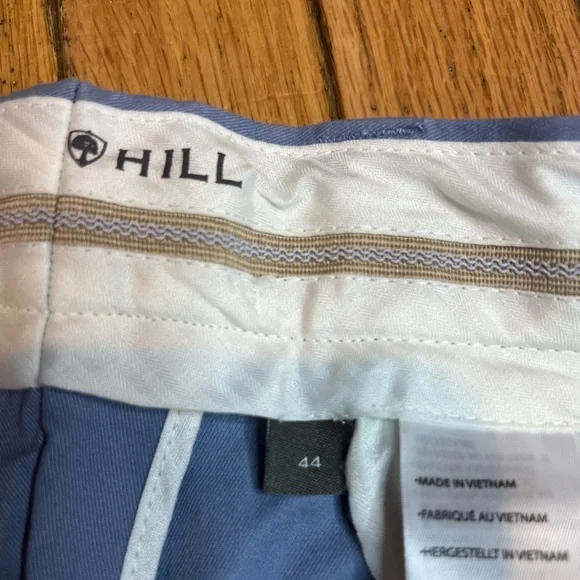 HILL
44
•MADE IN VIETNAM
•FABRIQUÉ AU VIETNAM
•HERGESTELLT IN VIETNAM